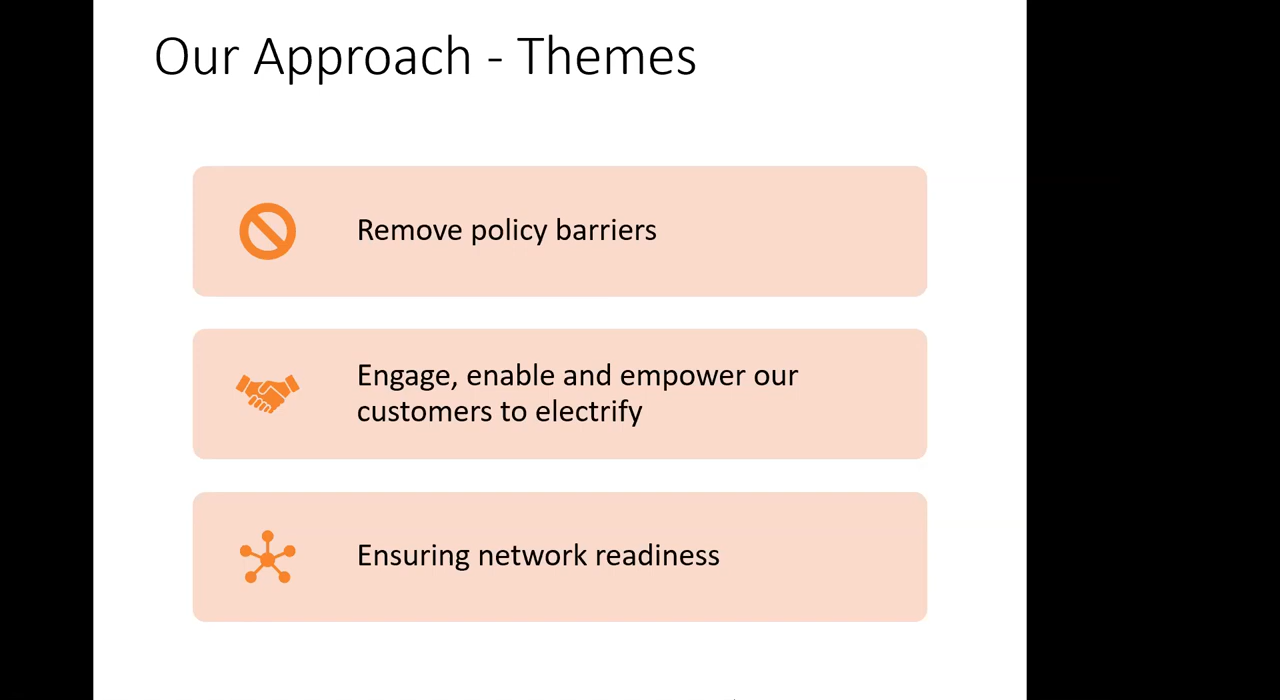 Our Approach - Themes
Remove policy barriers
Engage, enable and empower our
customers to electrify
Ensuring network readiness